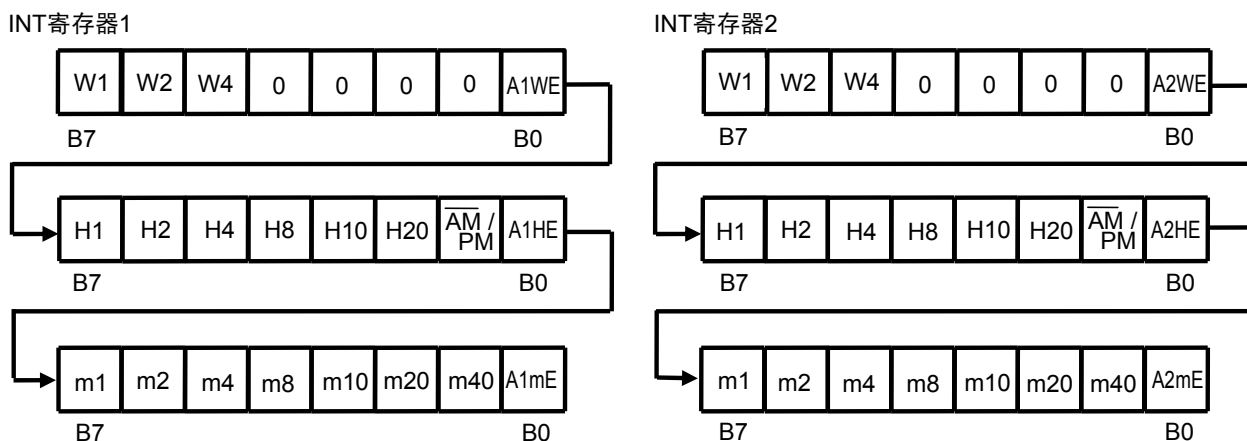 INT寄存器1
W1 W2 W4 0 0 0 0 A1WE
B7 B0
H1 H2 H4 H8 H10 H20 A̅M̅ / PM A1HE
B7 B0
m1 m2 m4 m8 m10 m20 m40 A1mE
B7 B0
INT寄存器2
W1 W2 W4 0 0 0 0 A2WE
B7 B0
H1 H2 H4 H8 H10 H20 A̅M̅ / PM A2HE
B7 B0
m1 m2 m4 m8 m10 m20 m40 A2mE
B7 B0